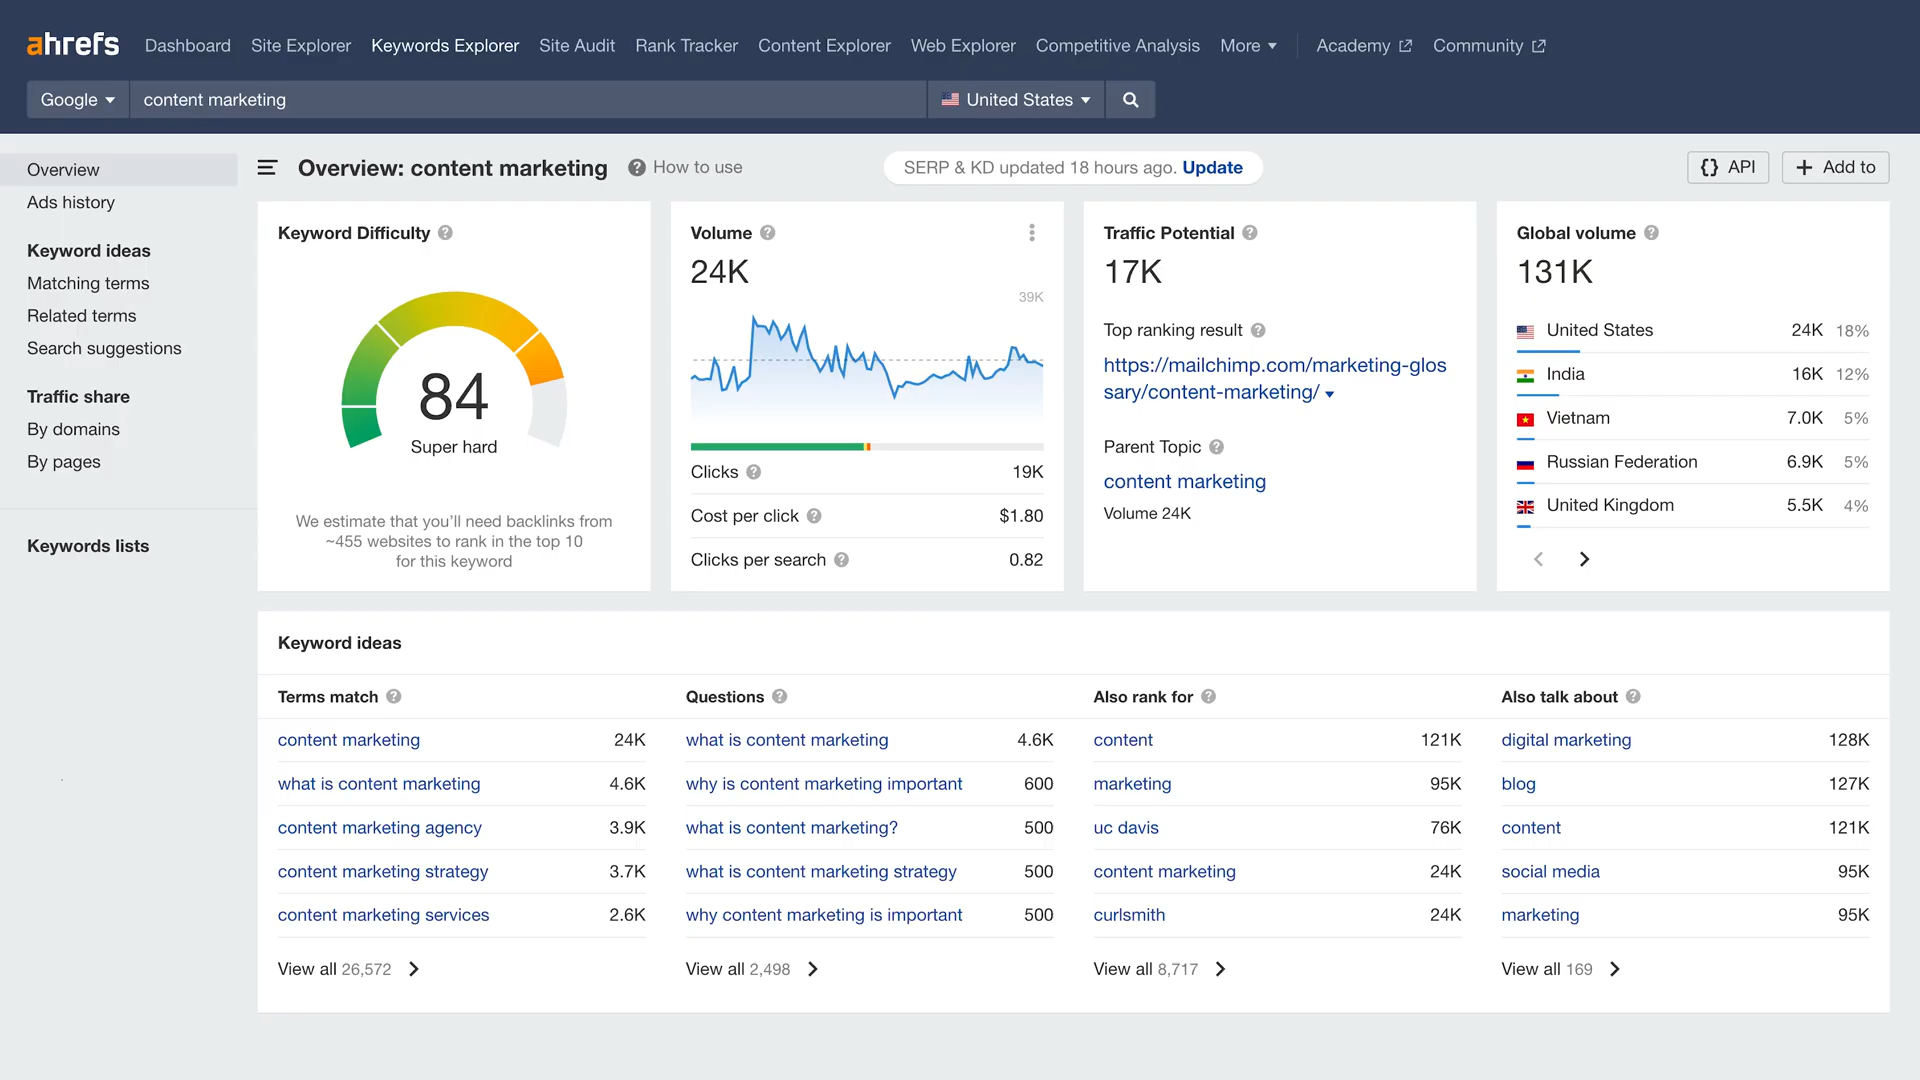 ahrefs Dashboard Site Explorer Keywords Explorer Site Audit Rank Tracker Content Explorer Web Explorer Competitive Analysis More Academy Community
Google content marketing United States
Overview
Ads history
Keyword ideas
Matching terms
Related terms
Search suggestions
Traffic share
By domains
By pages
Keywords lists
Overview: content marketing ? How to use
SERP & KD updated 18 hours ago. Update
{} API
+ Add to
Keyword Difficulty ?
84
Super hard
We estimate that you’ll need backlinks from
~455 websites to rank in the top 10
for this keyword
Volume ?
24K
39K
Clicks ? 19K
Cost per click ? $1.80
Clicks per search ? 0.82
Traffic Potential ?
17K
Top ranking result ?
https://mailchimp.com/marketing-glos
sary/content-marketing/
Parent Topic ?
content marketing
Volume 24K
Global volume ?
131K
United States 24K 18%
India 16K 12%
Vietnam 7.0K 5%
Russian Federation 6.9K 5%
United Kingdom 5.5K 4%
Keyword ideas
Terms match ?
content marketing 24K
what is content marketing 4.6K
content marketing agency 3.9K
content marketing strategy 3.7K
content marketing services 2.6K
View all 26,572
Questions ?
what is content marketing 4.6K
why is content marketing important 600
what is content marketing? 500
what is content marketing strategy 500
why content marketing is important 500
View all 2,498
Also rank for ?
content 121K
marketing 95K
uc davis 76K
content marketing 24K
curlsmith 24K
View all 8,717
Also talk about ?
digital marketing 128K
blog 127K
content 121K
social media 95K
marketing 95K
View all 169